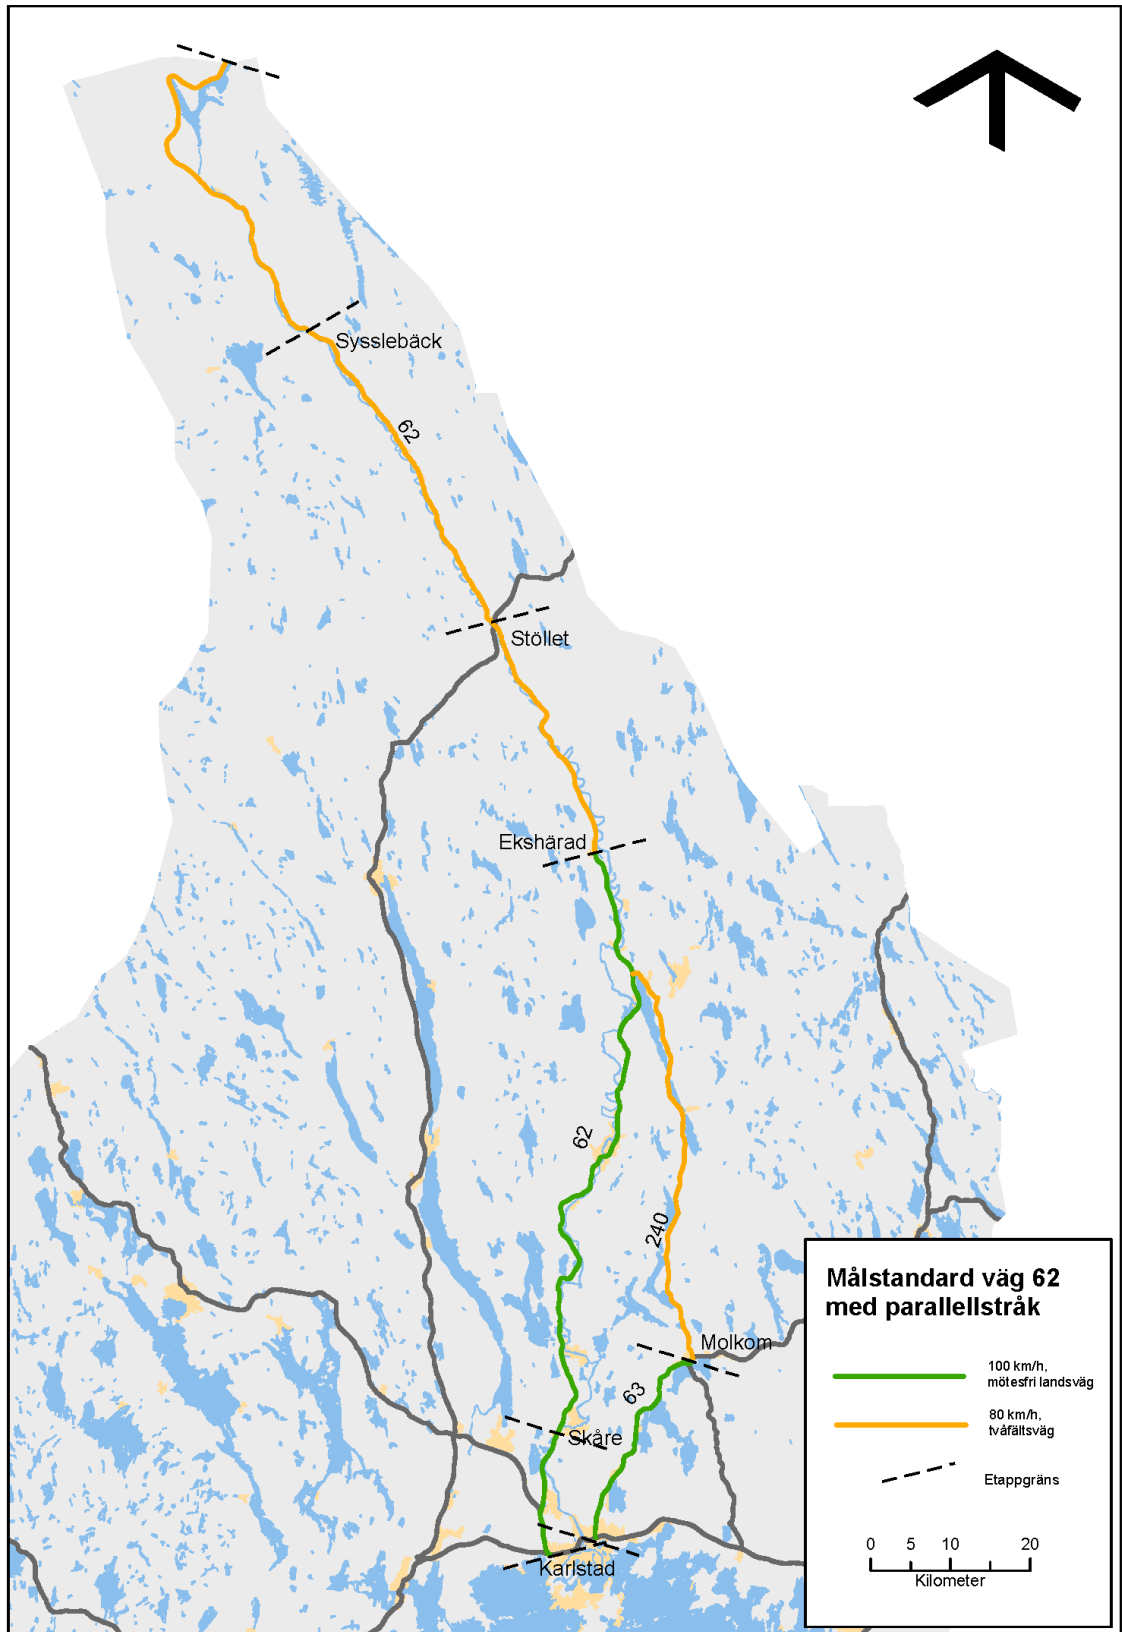 Sysslebäck
62
Stöllet
Ekshärad
62
240
Molkom
63
Skåre
Karlstad
Målstandard väg 62
med parallellstråk
100 km/h,
mötesfri landsväg
80 km/h,
tvåfältsväg
Etappgräns
0 5 10 20
Kilometer